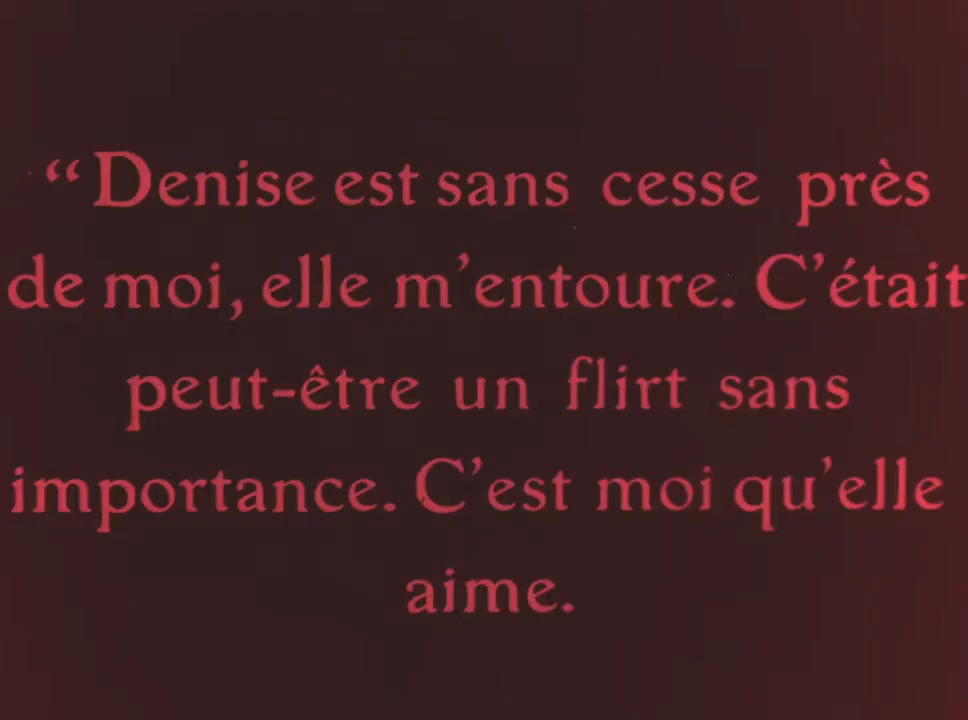 “Denise est sans cesse près
de moi, elle m’entoure. C’était
peut-être un flirt sans
importance. C’est moi qu’elle
aime.